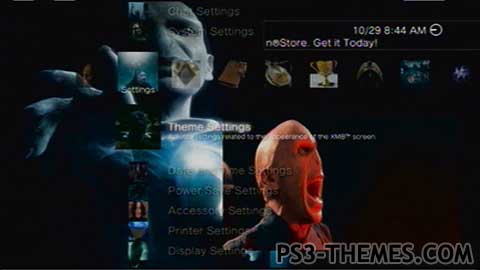 Chat Settings
System Settings
10/29 8:44 AM
n®Store. Get it Today!
Settings
Theme Settings
settings related to the appearance of the XMB™ screen.
Date and Time Settings
Power Save Settings
Accessory Settings
Printer Settings
Display Settings
PS3-THEMES.COM